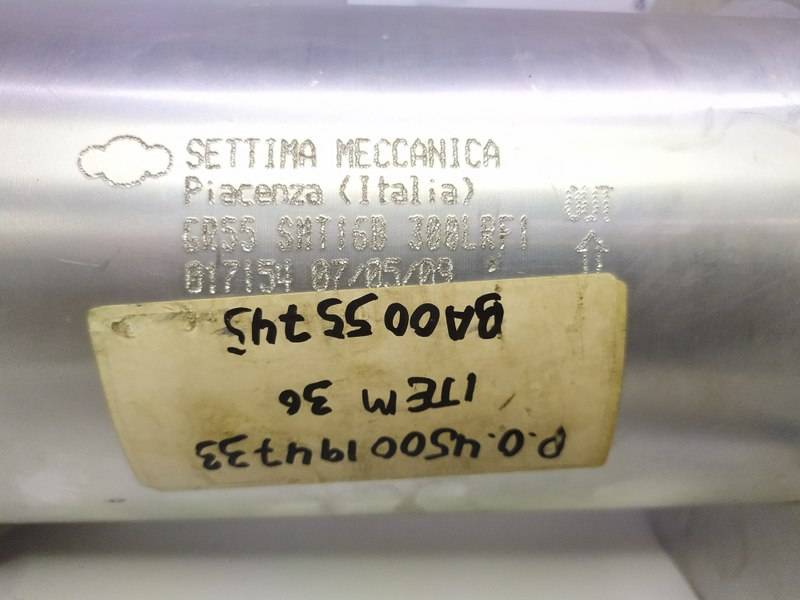 SETTIMA MECCANICA
Piacenza (Italia)
GR55 SMT16B 300LRF1
017154 07/05/09
OUT
P.O. 4500194733
ITEM 36
BA0055745